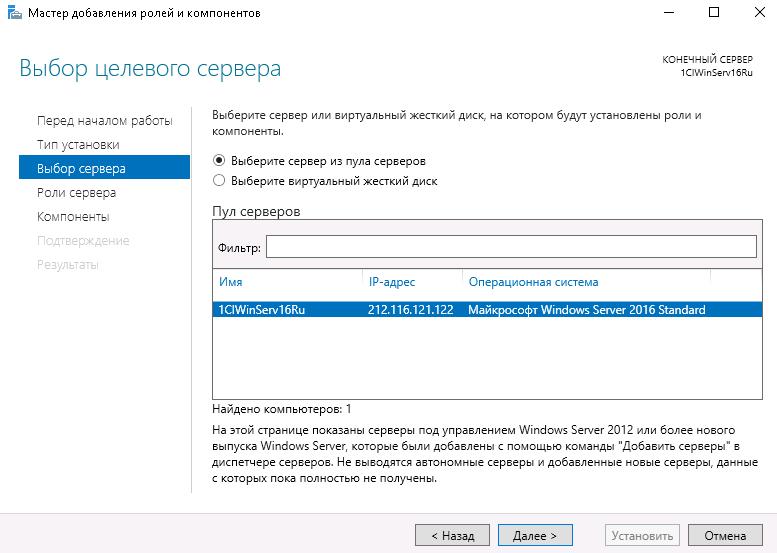 Мастер добавления ролей и компонентов
Выбор целевого сервера
КОНЕЧНЫЙ СЕРВЕР
1ClWinServ16Ru
Перед началом работы
Тип установки
Выбор сервера
Роли сервера
Компоненты
Подтверждение
Результаты
Выберите сервер или виртуальный жесткий диск, на котором будут установлены роли и
компоненты.
Выберите сервер из пула серверов
Выберите виртуальный жесткий диск
Пул серверов
Фильтр:
Имя IP-адрес Операционная система
1ClWinServ16Ru 212.116.121.122 Майкрософт Windows Server 2016 Standard
Найдено компьютеров: 1
На этой странице показаны серверы под управлением Windows Server 2012 или более нового
выпуска Windows Server, которые были добавлены с помощью команды "Добавить серверы" в
диспетчере серверов. Не выводятся автономные серверы и добавленные новые серверы, данные
с которых пока полностью не получены.
< Назад Далее > Установить Отмена